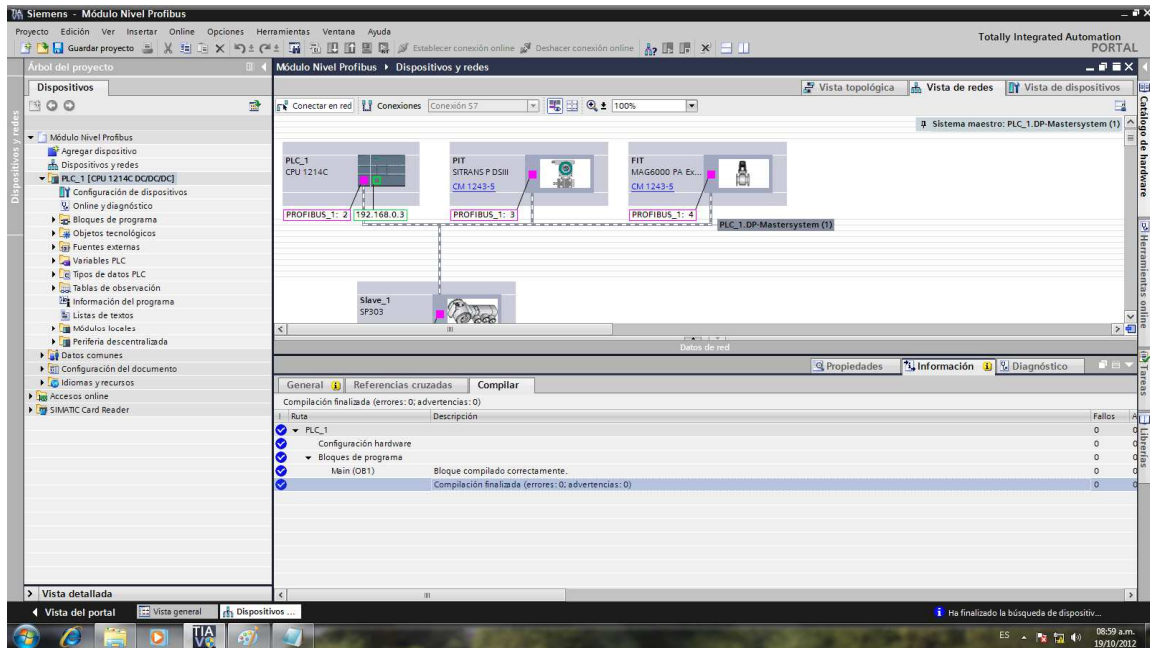 Siemens - Módulo Nivel Profibus
Proyecto Edición Ver Insertar Online Opciones Herramientas Ventana Ayuda
Totally Integrated Automation
PORTAL
Guardar proyecto
Establecer conexión online
Deshacer conexión online
Árbol del proyecto
Módulo Nivel Profibus
Dispositivos y redes
Dispositivos
Vista topológica
Vista de redes
Vista de dispositivos
Conectar en red
Conexiones
Conexión S7
100%
Sistema maestro: PLC_1.DP-Mastersystem (1)
Dispositivos y redes
Módulo Nivel Profibus
Agregar dispositivo
Dispositivos y redes
PLC_1 [CPU 1214C DC/DC/DC]
Configuración de dispositivos
Online y diagnóstico
Bloques de programa
Objetos tecnológicos
Fuentes externas
Variables PLC
Tipos de datos PLC
Tablas de observación
Información del programa
Listas de textos
Módulos locales
Periferia descentralizada
Datos comunes
Configuración del documento
Idiomas y recursos
Accesos online
SIMATIC Card Reader
PLC_1
CPU 1214C
PIT
SITRANS P DSIII
CM 1243-5
FIT
MAG6000 PA Ex...
CM 1243-5
PROFIBUS_1: 2
192.168.0.3
PROFIBUS_1: 3
PROFIBUS_1: 4
PLC_1.DP-Mastersystem (1)
Slave_1
SP303
Datos de red
Catálogo de hardware
Herramientas online
Tareas
Librerías
Propiedades
Información
Diagnóstico
General
Referencias cruzadas
Compilar
Compilación finalizada (errores: 0; advertencias: 0)
! Ruta Descripción Fallos A
PLC_1 0 0
Configuración hardware 0 0
Bloques de programa 0 0
Main (OB1) Bloque compilado correctamente. 0 0
Compilación finalizada (errores: 0; advertencias: 0) 0 0
Vista detallada
Vista del portal
Vista general
Dispositivos ...
Ha finalizado la búsqueda de dispositiv...
TIA
V11
ES
08:59 a.m.
19/10/2012